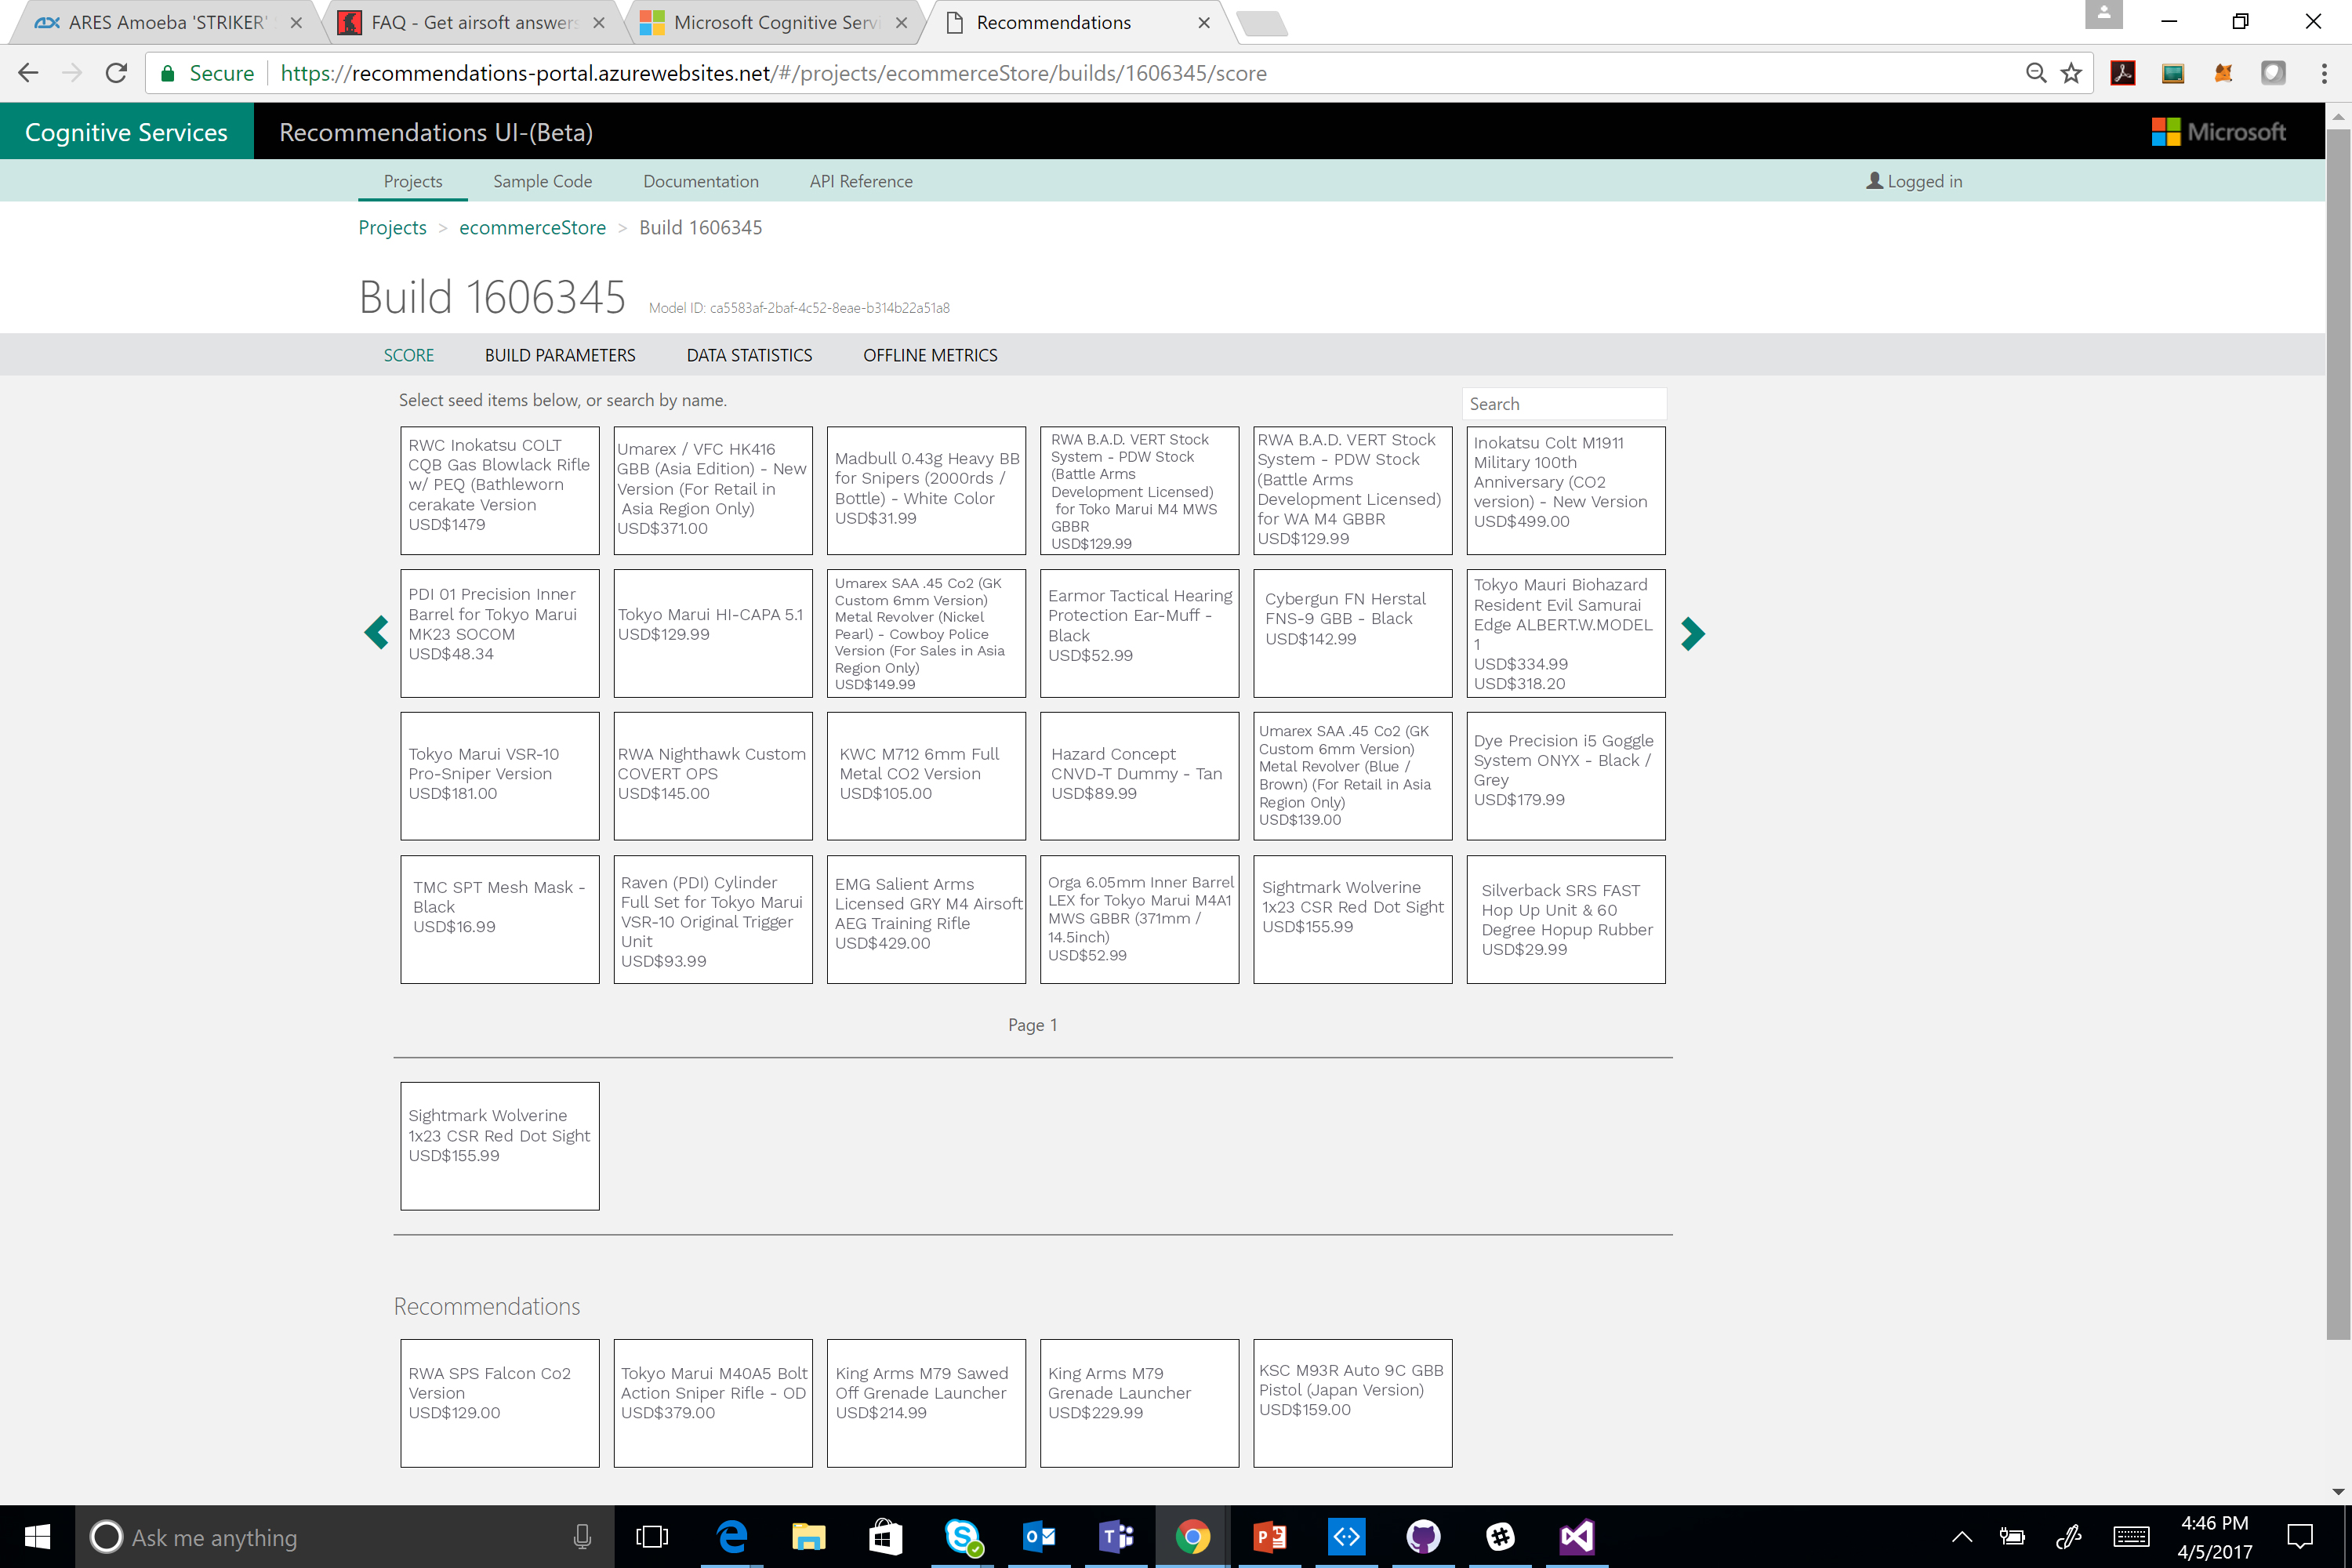 ARES Amoeba 'STRIKER'
FAQ - Get airsoft answers
Microsoft Cognitive Serv
Recommendations
Secure
https://recommendations-portal.azurewebsites.net/#/projects/ecommerceStore/builds/1606345/score
Cognitive Services
Recommendations UI-(Beta)
Microsoft
Projects
Sample Code
Documentation
API Reference
Logged in
Projects > ecommerceStore > Build 1606345
Build 1606345
Model ID: ca5583af-2baf-4c52-8eae-b314b22a51a8
SCORE
BUILD PARAMETERS
DATA STATISTICS
OFFLINE METRICS
Select seed items below, or search by name.
Search
RWC Inokatsu COLT
CQB Gas Blowlack Rifle
w/ PEQ (Bathleworn
cerakate Version
USD$1479
Umarex / VFC HK416
GBB (Asia Edition) - New
Version (For Retail in
Asia Region Only)
USD$371.00
Madbull 0.43g Heavy BB
for Snipers (2000rds /
Bottle) - White Color
USD$31.99
RWA B.A.D. VERT Stock
System - PDW Stock
(Battle Arms
Development Licensed)
for Toko Marui M4 MWS
GBBR
USD$129.99
RWA B.A.D. VERT Stock
System - PDW Stock
(Battle Arms
Development Licensed)
for WA M4 GBBR
USD$129.99
Inokatsu Colt M1911
Military 100th
Anniversary (CO2
version) - New Version
USD$499.00
PDI 01 Precision Inner
Barrel for Tokyo Marui
MK23 SOCOM
USD$48.34
Tokyo Marui HI-CAPA 5.1
USD$129.99
Umarex SAA .45 Co2 (GK
Custom 6mm Version)
Metal Revolver (Nickel
Pearl) - Cowboy Police
Version (For Sales in Asia
Region Only)
USD$149.99
Earmor Tactical Hearing
Protection Ear-Muff -
Black
USD$52.99
Cybergun FN Herstal
FNS-9 GBB - Black
USD$142.99
Tokyo Mauri Biohazard
Resident Evil Samurai
Edge ALBERT.W.MODEL
1
USD$334.99
USD$318.20
Tokyo Marui VSR-10
Pro-Sniper Version
USD$181.00
RWA Nighthawk Custom
COVERT OPS
USD$145.00
KWC M712 6mm Full
Metal CO2 Version
USD$105.00
Hazard Concept
CNVD-T Dummy - Tan
USD$89.99
Umarex SAA .45 Co2 (GK
Custom 6mm Version)
Metal Revolver (Blue /
Brown) (For Retail in Asia
Region Only)
USD$139.00
Dye Precision i5 Goggle
System ONYX - Black /
Grey
USD$179.99
TMC SPT Mesh Mask -
Black
USD$16.99
Raven (PDI) Cylinder
Full Set for Tokyo Marui
VSR-10 Original Trigger
Unit
USD$93.99
EMG Salient Arms
Licensed GRY M4 Airsoft
AEG Training Rifle
USD$429.00
Orga 6.05mm Inner Barrel
LEX for Tokyo Marui M4A1
MWS GBBR (371mm /
14.5inch)
USD$52.99
Sightmark Wolverine
1x23 CSR Red Dot Sight
USD$155.99
Silverback SRS FAST
Hop Up Unit & 60
Degree Hopup Rubber
USD$29.99
Page 1
Sightmark Wolverine
1x23 CSR Red Dot Sight
USD$155.99
Recommendations
RWA SPS Falcon Co2
Version
USD$129.00
Tokyo Marui M40A5 Bolt
Action Sniper Rifle - OD
USD$379.00
King Arms M79 Sawed
Off Grenade Launcher
USD$214.99
King Arms M79
Grenade Launcher
USD$229.99
KSC M93R Auto 9C GBB
Pistol (Japan Version)
USD$159.00
Ask me anything
4:46 PM
4/5/2017